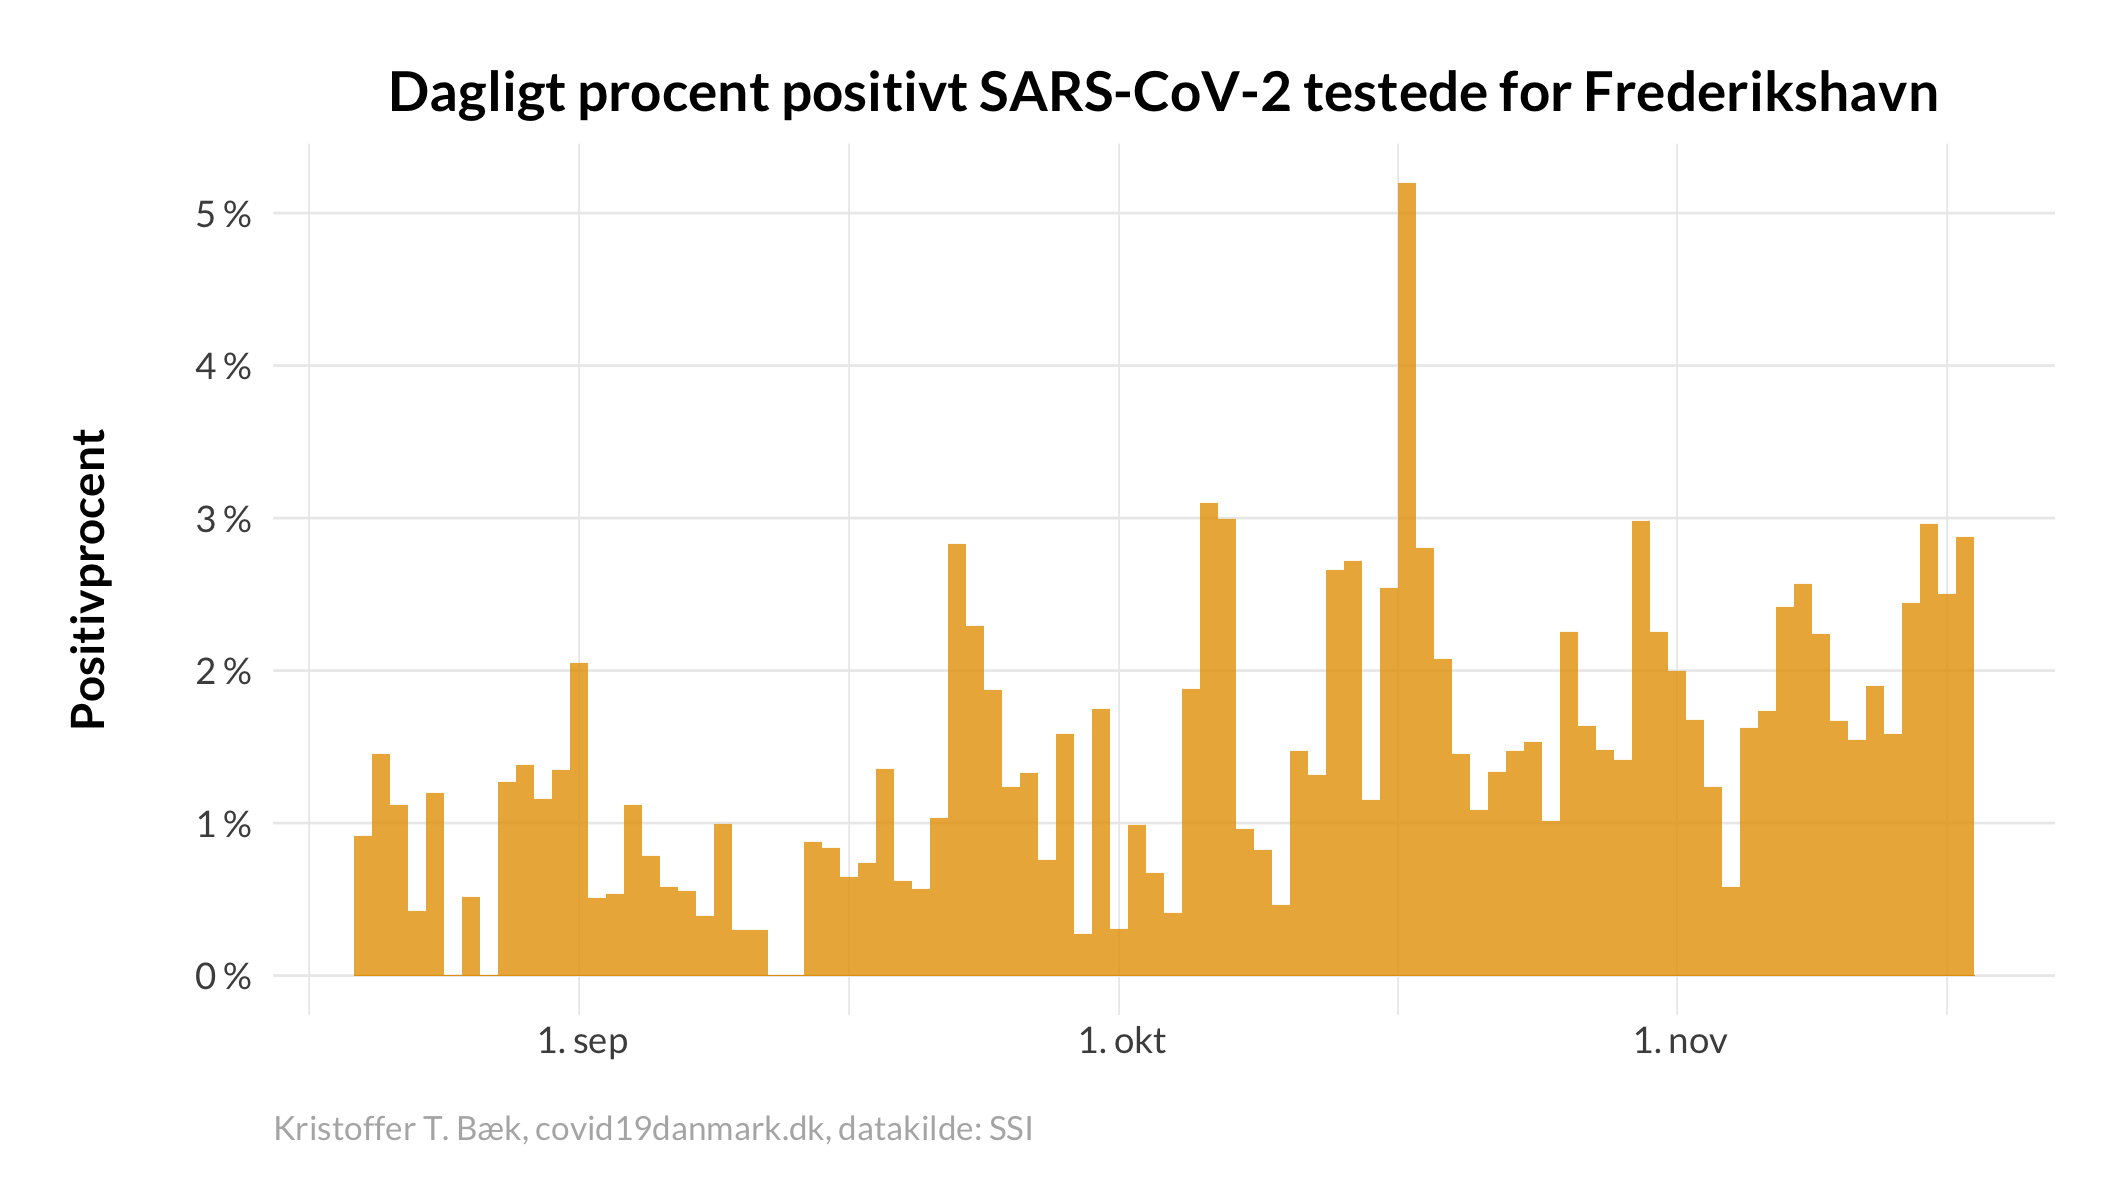 Dagligt procent positivt SARS-CoV-2 testede for Frederikshavn
Positivprocent
5 %
4 %
3 %
2 %
1 %
0 %
1. sep
1. okt
1. nov
Kristoffer T. Bæk, covid19danmark.dk, datakilde: SSI